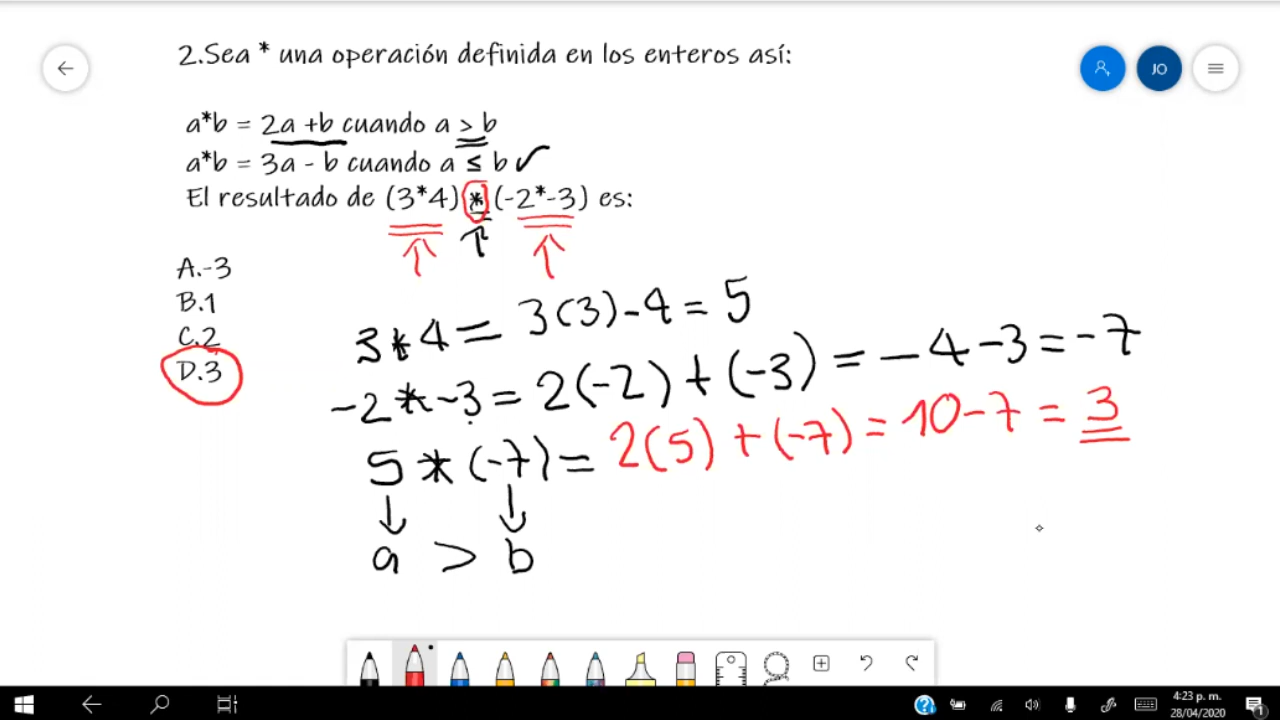 2.Sea * una operación definida en los enteros así:
JO
a*b = 2a +b cuando a > b
a*b = 3a - b cuando a ≤ b ✓
El resultado de (3*4) * (-2*-3) es:
A.-3
B.1
C.2
D.3
3*4 = 3(3)-4 = 5
-2*-3 = 2(-2)+(-3) = -4-3 = -7
5*(-7) = 2(5)+(-7) = 10-7 = 3
a > b
4:23 p. m.
28/04/2020
1